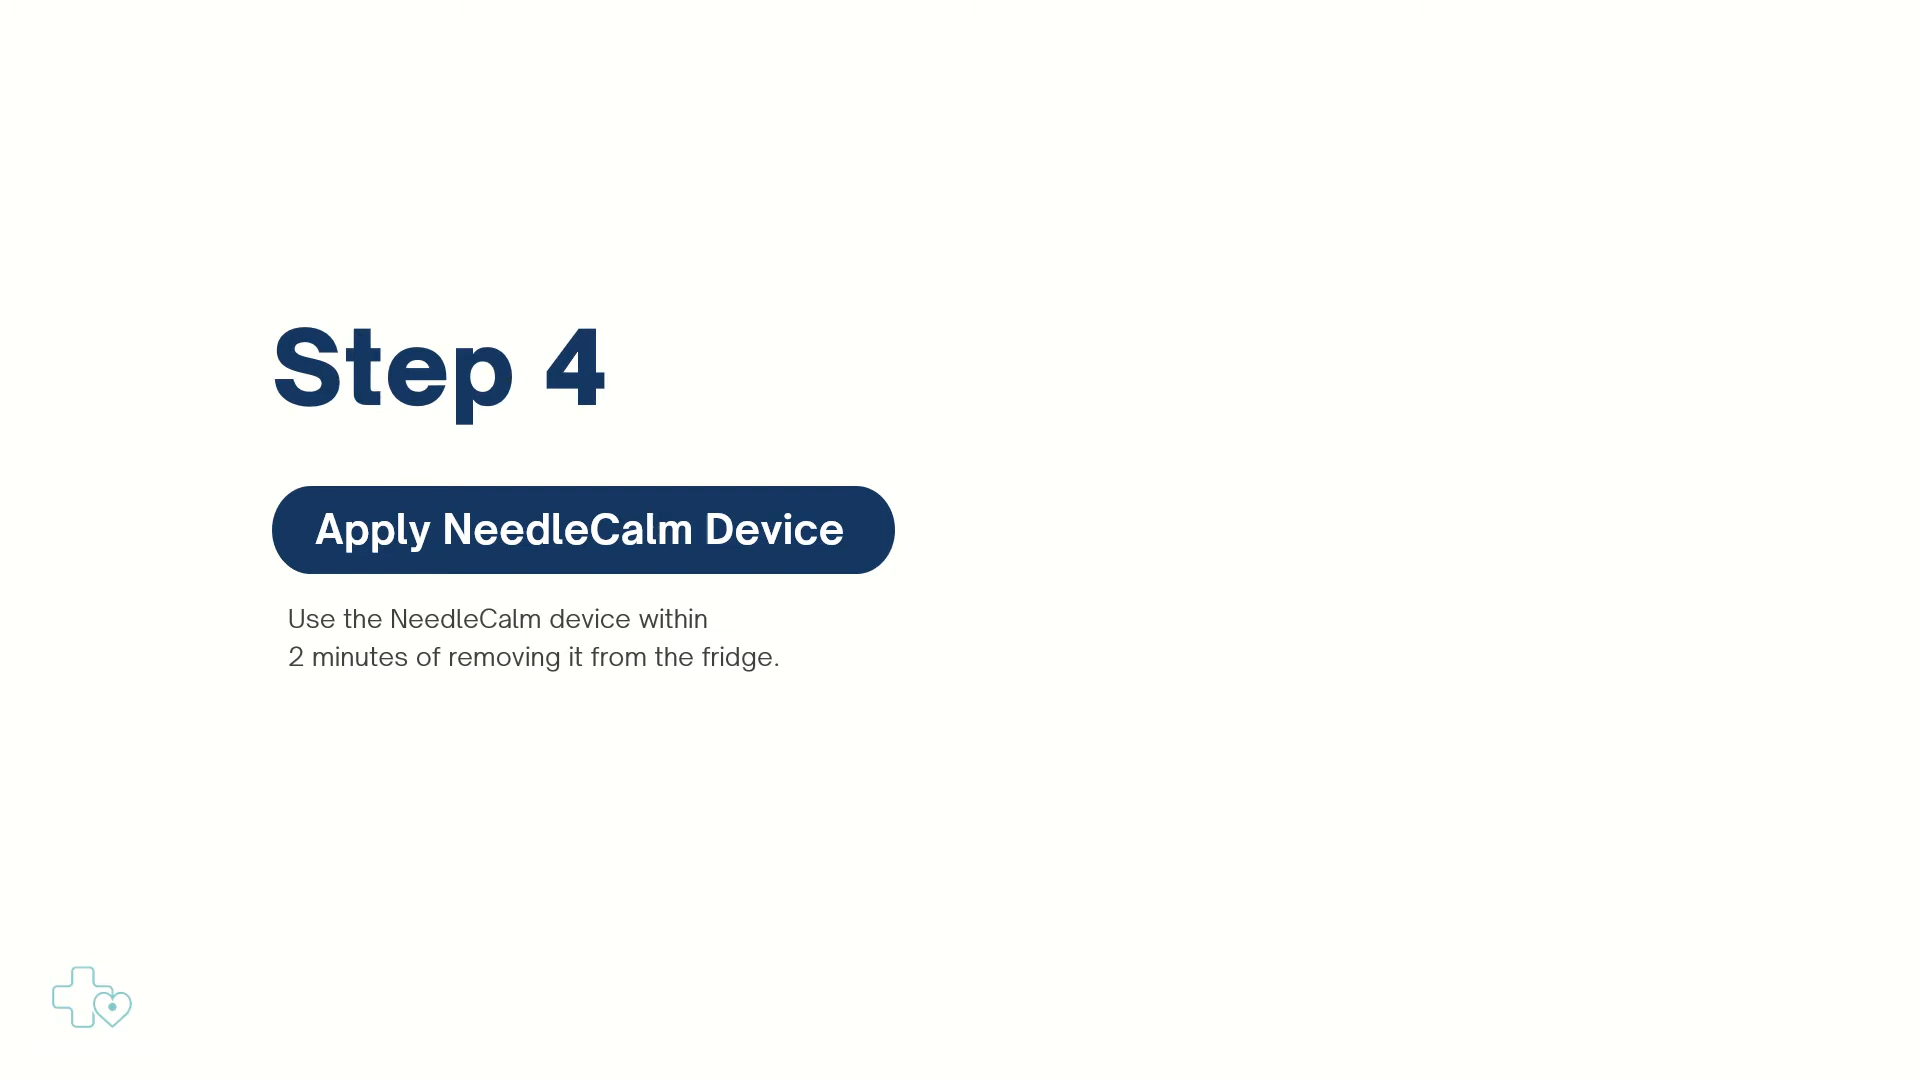 Step 4
Apply NeedleCalm Device
Use the NeedleCalm device within
2 minutes of removing it from the fridge.